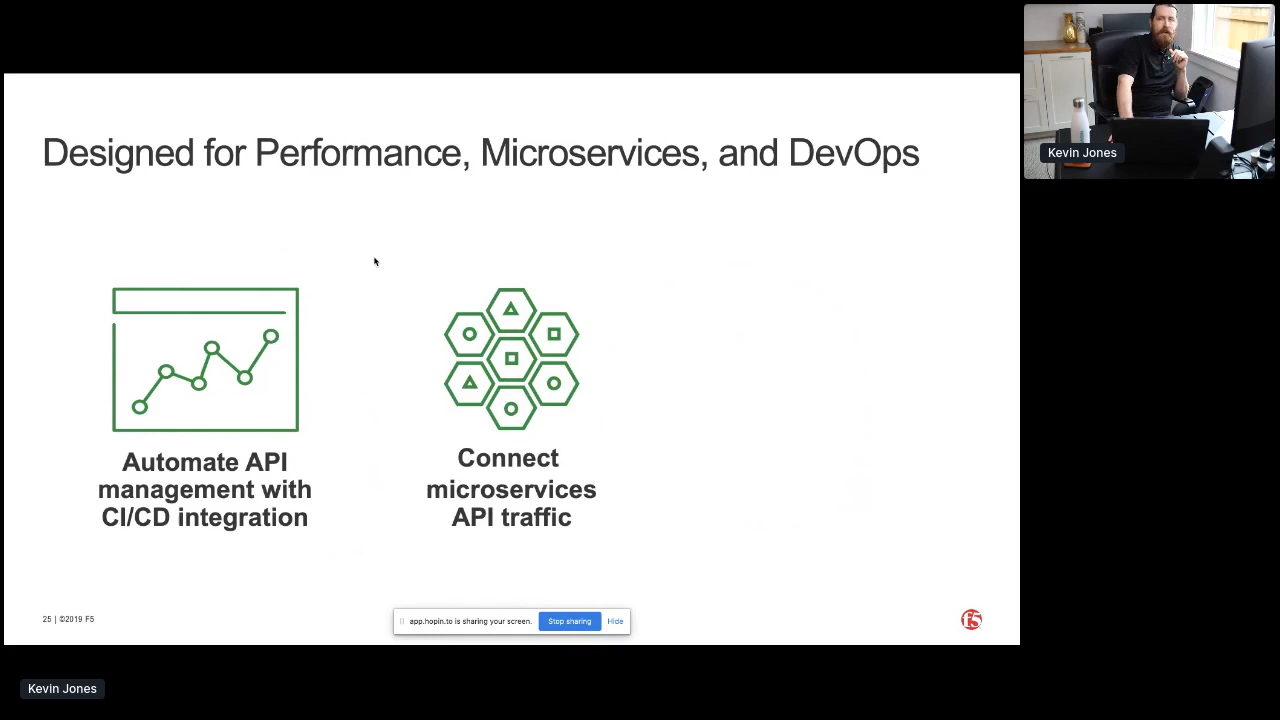 Designed for Performance, Microservices, and DevOps
Automate API
management with
CI/CD integration
Connect
microservices
API traffic
25 | ©2019 F5
app.hopin.to is sharing your screen.
Stop sharing
Hide
f5
Kevin Jones
Kevin Jones